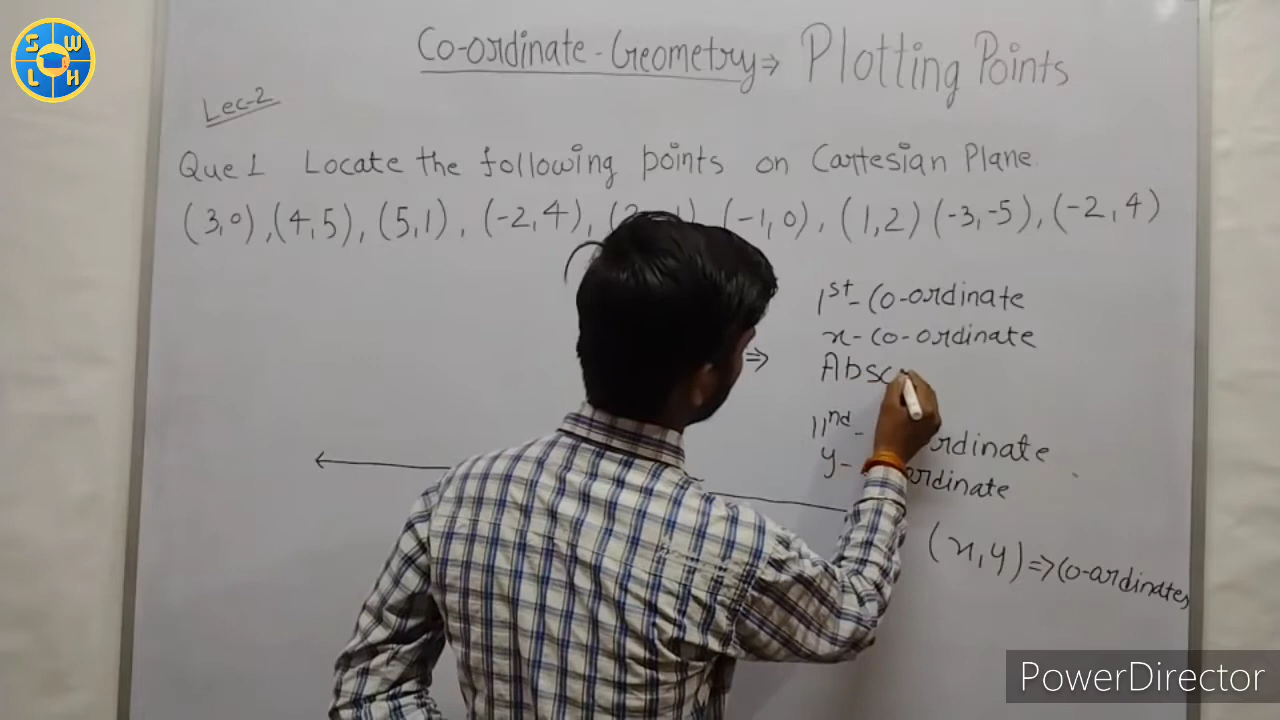 S W
L H
Co-ordinate-Geometry ⇒ Plotting Points
Lec-2
Que 1 Locate the following points on Cartesian Plane.
(3,0), (4,5), (5,1), (-2,4), (-1,0), (1,2) (-3,-5), (-2,4)
1st- Co-ordinate
x-co-ordinate
⇒ Absc
IInd- ordinate
y- ordinate
(x,y) ⇒ Co-ordinates
PowerDirector